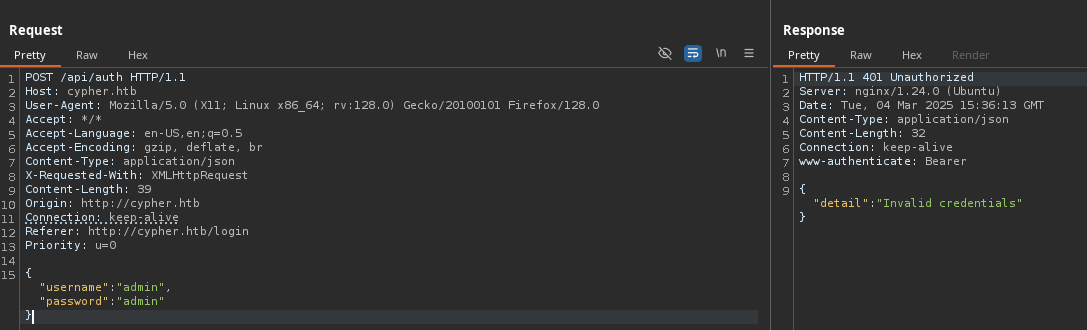 Request
Pretty Raw Hex
\n
1 POST /api/auth HTTP/1.1
2 Host: cypher.htb
3 User-Agent: Mozilla/5.0 (X11; Linux x86_64; rv:128.0) Gecko/20100101 Firefox/128.0
4 Accept: */*
5 Accept-Language: en-US,en;q=0.5
6 Accept-Encoding: gzip, deflate, br
7 Content-Type: application/json
8 X-Requested-With: XMLHttpRequest
9 Content-Length: 39
10 Origin: http://cypher.htb
11 Connection: keep-alive
12 Referer: http://cypher.htb/login
13 Priority: u=0
14
15 {
"username":"admin",
"password":"admin"
}
Response
Pretty Raw Hex Render
1 HTTP/1.1 401 Unauthorized
2 Server: nginx/1.24.0 (Ubuntu)
3 Date: Tue, 04 Mar 2025 15:36:13 GMT
4 Content-Type: application/json
5 Content-Length: 32
6 Connection: keep-alive
7 www-authenticate: Bearer
8
9 {
"detail":"Invalid credentials"
}